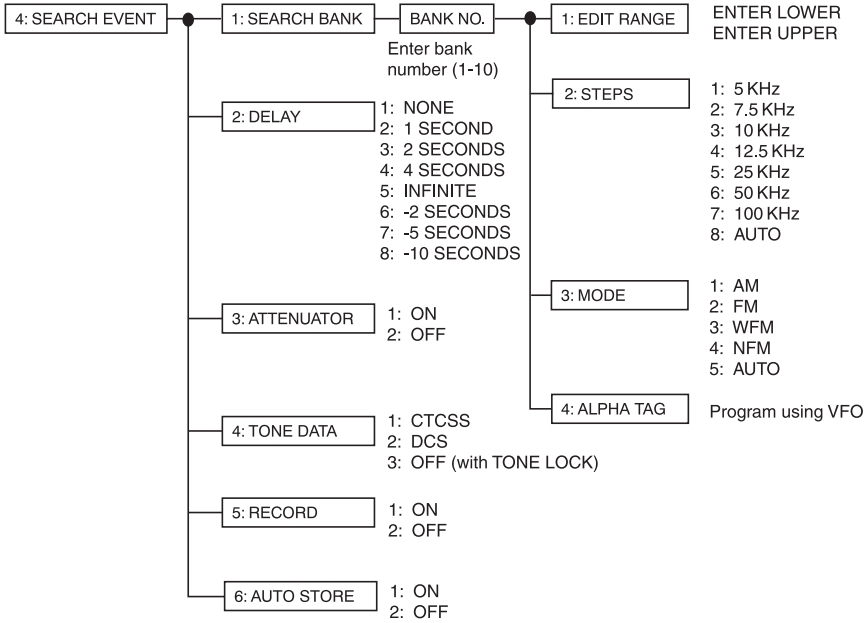 4: SEARCH EVENT
1: SEARCH BANK
BANK NO.
Enter bank
number (1-10)
1: EDIT RANGE
ENTER LOWER
ENTER UPPER
2: STEPS
1: 5 KHz
2: 7.5 KHz
3: 10 KHz
4: 12.5 KHz
5: 25 KHz
6: 50 KHz
7: 100 KHz
8: AUTO
3: MODE
1: AM
2: FM
3: WFM
4: NFM
5: AUTO
4: ALPHA TAG
Program using VFO
2: DELAY
1: NONE
2: 1 SECOND
3: 2 SECONDS
4: 4 SECONDS
5: INFINITE
6: -2 SECONDS
7: -5 SECONDS
8: -10 SECONDS
3: ATTENUATOR
1: ON
2: OFF
4: TONE DATA
1: CTCSS
2: DCS
3: OFF (with TONE LOCK)
5: RECORD
1: ON
2: OFF
6: AUTO STORE
1: ON
2: OFF